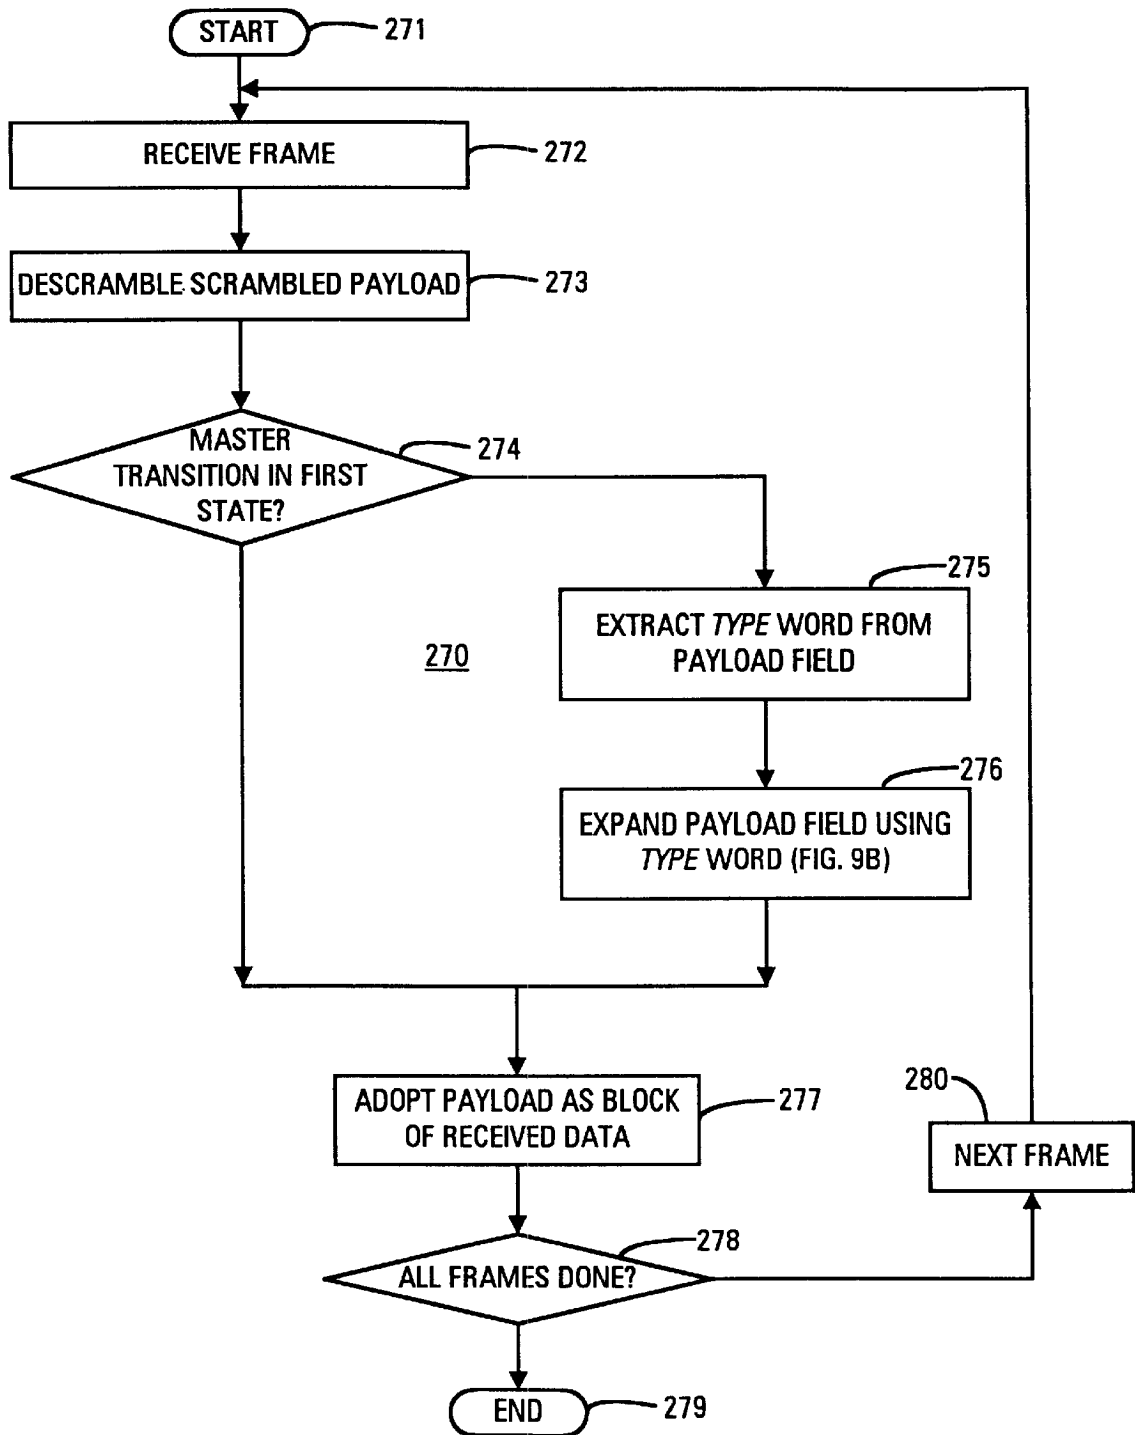 START
271
RECEIVE FRAME
272
DESCRAMBLE SCRAMBLED PAYLOAD
273
MASTER
TRANSITION IN FIRST
STATE?
274
275
EXTRACT TYPE WORD FROM
PAYLOAD FIELD
270
276
EXPAND PAYLOAD FIELD USING
TYPE WORD (FIG. 9B)
ADOPT PAYLOAD AS BLOCK
OF RECEIVED DATA
277
280
NEXT FRAME
278
ALL FRAMES DONE?
END
279